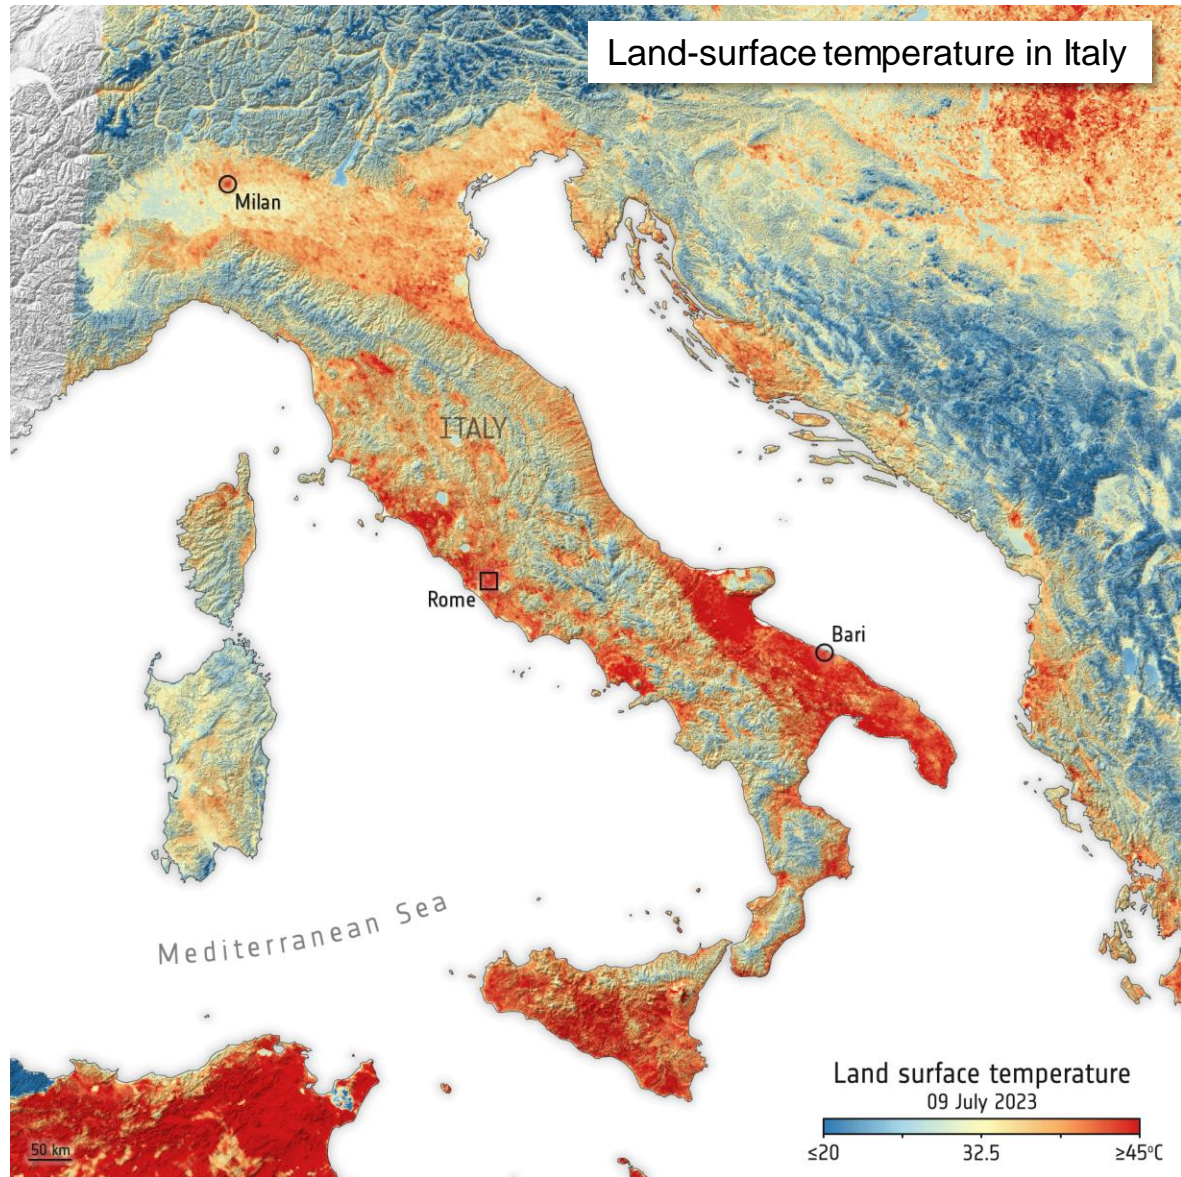 Land-surface temperature in Italy
Milan
ITALY
Rome
Bari
Mediterranean Sea
Land surface temperature
09 July 2023
≤20 32.5 ≥45ºC
50 km